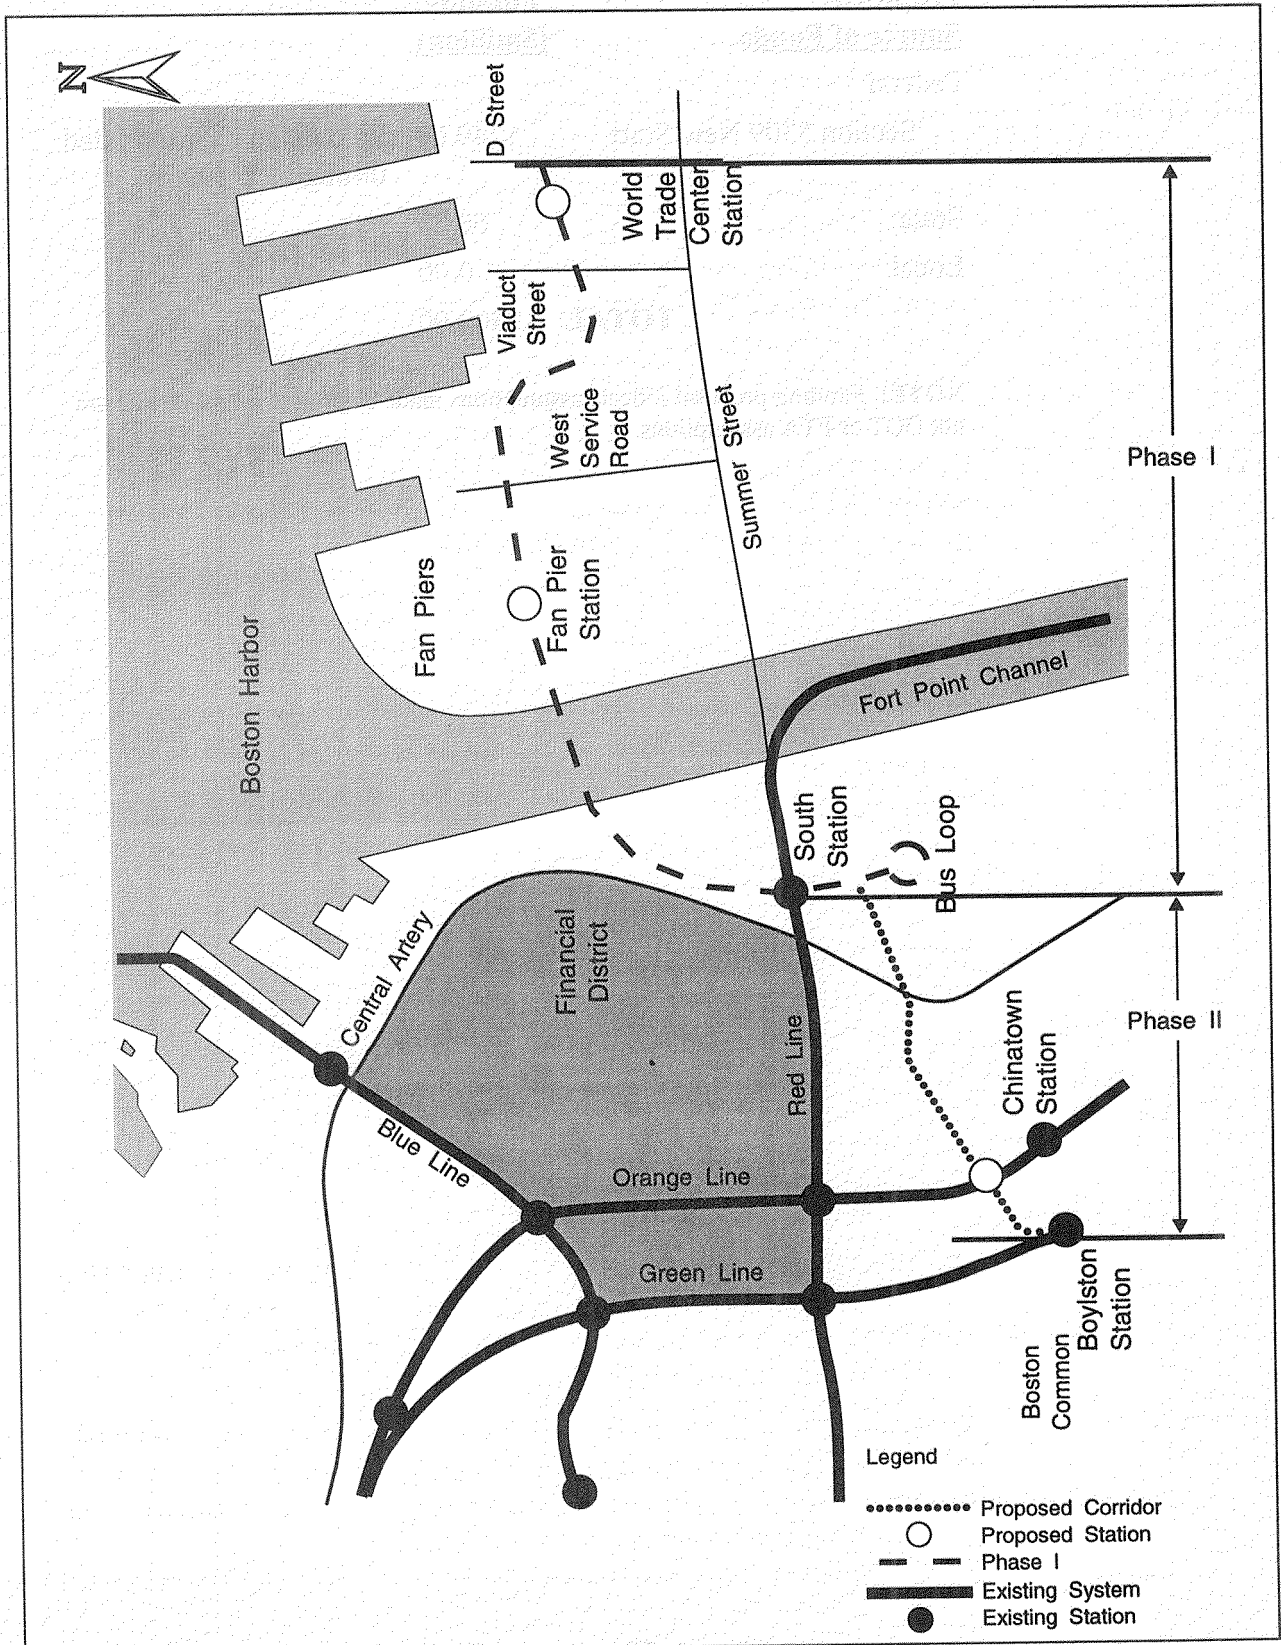 N
D Street
World
Trade
Center
Station
Viaduct
Street
West
Service
Road
Summer Street
Phase I
Fan Piers
Fan Pier
Station
Boston Harbor
Fort Point Channel
South
Station
Bus Loop
Central Artery
Financial
District
Red Line
Chinatown
Station
Phase II
Blue Line
Orange Line
Green Line
Boylston
Station
Boston
Common
Legend
Proposed Corridor
Proposed Station
Phase I
Existing System
Existing Station